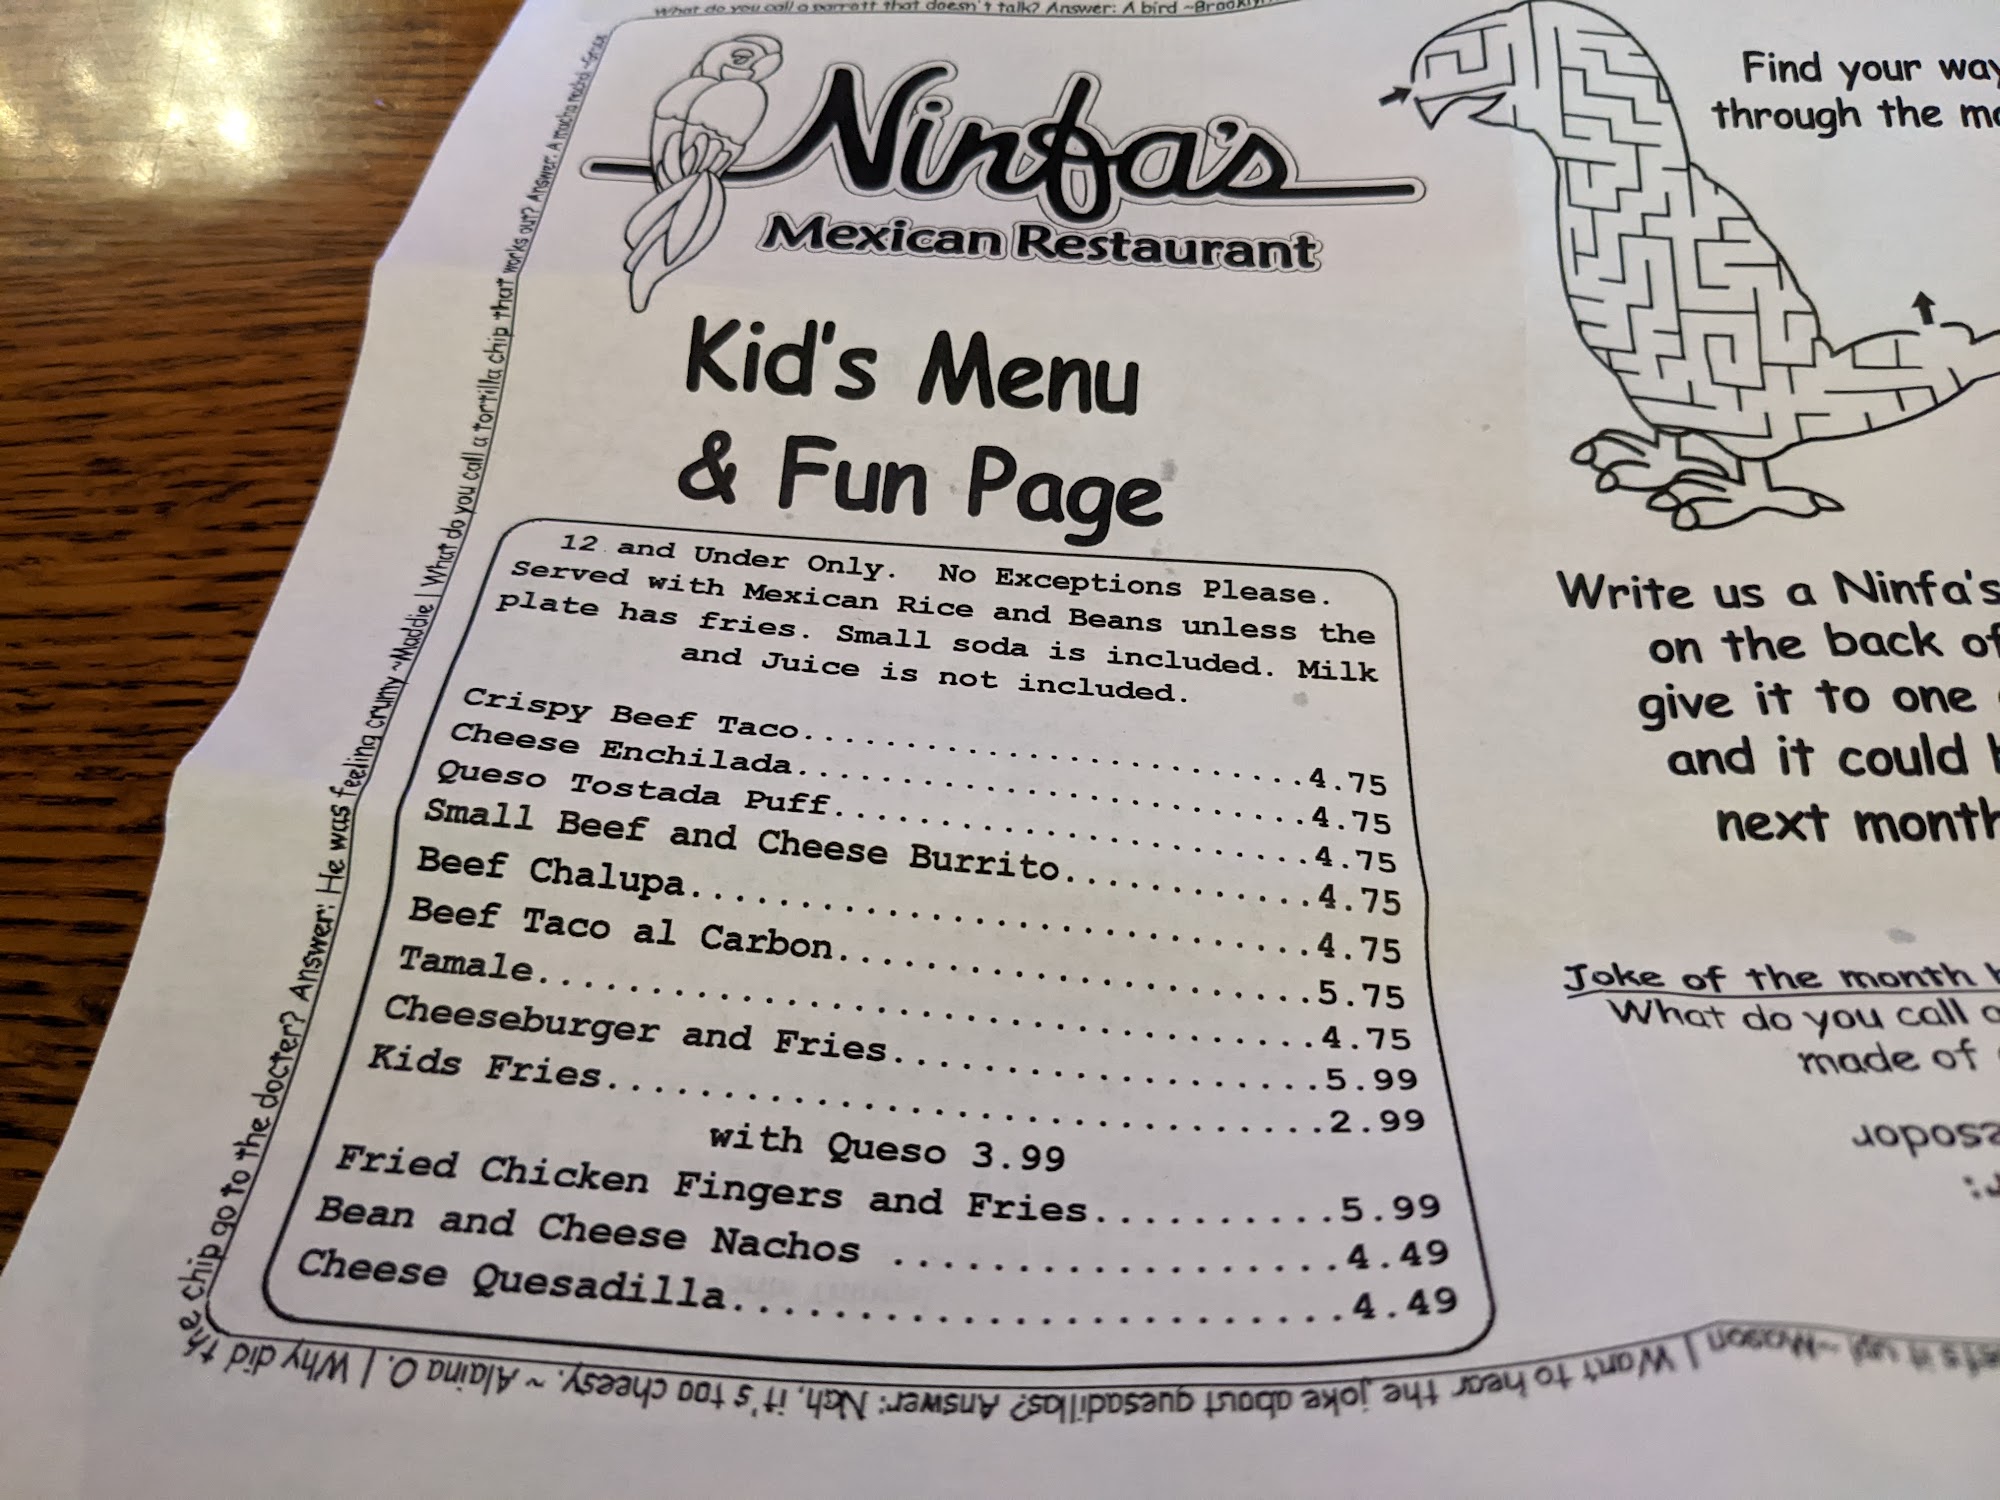 What do you call a parrott that doesn't talk? Answer: A bird ~Brooklyn
Ninfa's
Mexican Restaurant
Kid's Menu
& Fun Page
12 and Under Only. No Exceptions Please.
Served with Mexican Rice and Beans unless the
plate has fries. Small soda is included. Milk
and Juice is not included.
Crispy Beef Taco...........................4.75
Cheese Enchilada...........................4.75
Queso Tostada Puff.........................4.75
Small Beef and Cheese Burrito...........4.75
Beef Chalupa...........................4.75
Beef Taco al Carbon....................5.75
Tamale.................................4.75
Cheeseburger and Fries.................5.99
Kids Fries.............................2.99
with Queso 3.99
Fried Chicken Fingers and Fries..........5.99
Bean and Cheese Nachos .................4.49
Cheese Quesadilla......................4.49
Find your way
through the
Write us a Ninfa's
on the back of
give it to one
and it could
next month
Joke of the month
What do you call a
made of
Want to hear the joke about quesadillas? Answer: Nah, it's too cheesy. ~ Alaina O. | Why did the
chip go to the docter? Answer: He was feeling crumy ~Maddie | What do you call a tortilla chip that works out? Answer: A macho nacho! ~Grace